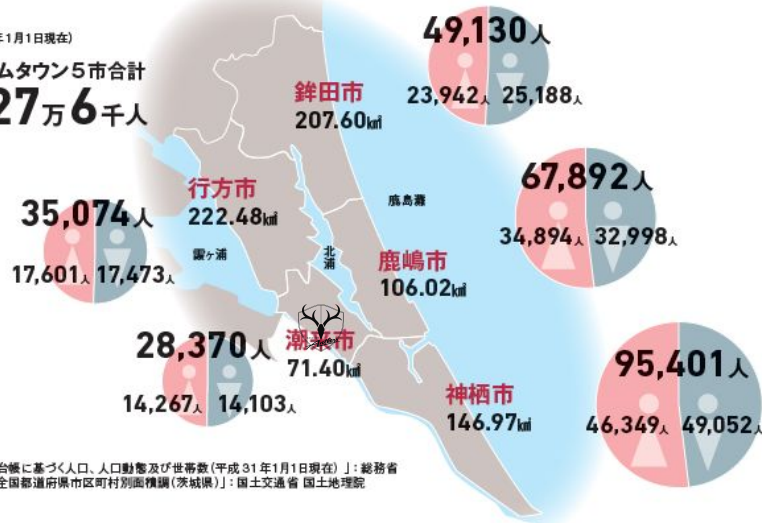 年1月1日現在)
ムタウン5市合計
27万6千人
49,130人
23,942人 25,188人
鉾田市
207.60km²
67,892人
34,894人 32,998人
行方市
222.48km²
35,074人
17,601人 17,473人
鹿島灘
霞ヶ浦
北浦
鹿嶋市
106.02km²
28,370人
14,267人 14,103人
潮来市
71.40km²
95,401人
46,349人 49,052人
神栖市
146.97km²
台帳に基づく人口、人口動態及び世帯数(平成31年1月1日現在)」:総務省
全国都道府県市区町村別面積調(茨城県)」:国土交通省 国土地理院